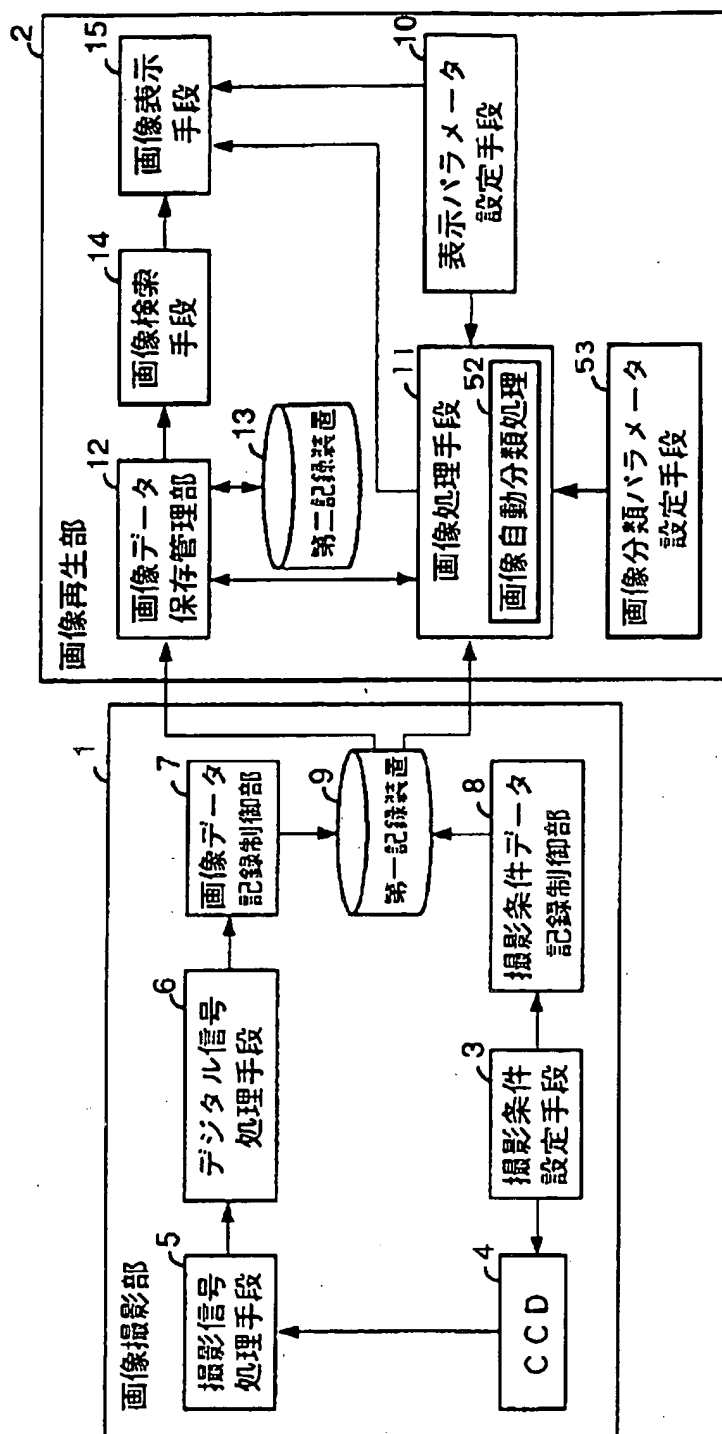 1
画像撮影部
5
撮影信号
処理手段
6
デジタル信号
処理手段
7
画像データ
記録制御部
9
第一記録装置
4
CCD
3
撮影条件
設定手段
8
撮影条件データ
記録制御部
2
画像再生部
12
画像データ
保存管理部
14
画像検索
手段
15
画像表示
手段
13
第二記録装置
11
画像処理手段
52
画像自動分類処理
10
表示パラメータ
設定手段
53
画像分類パラメータ
設定手段